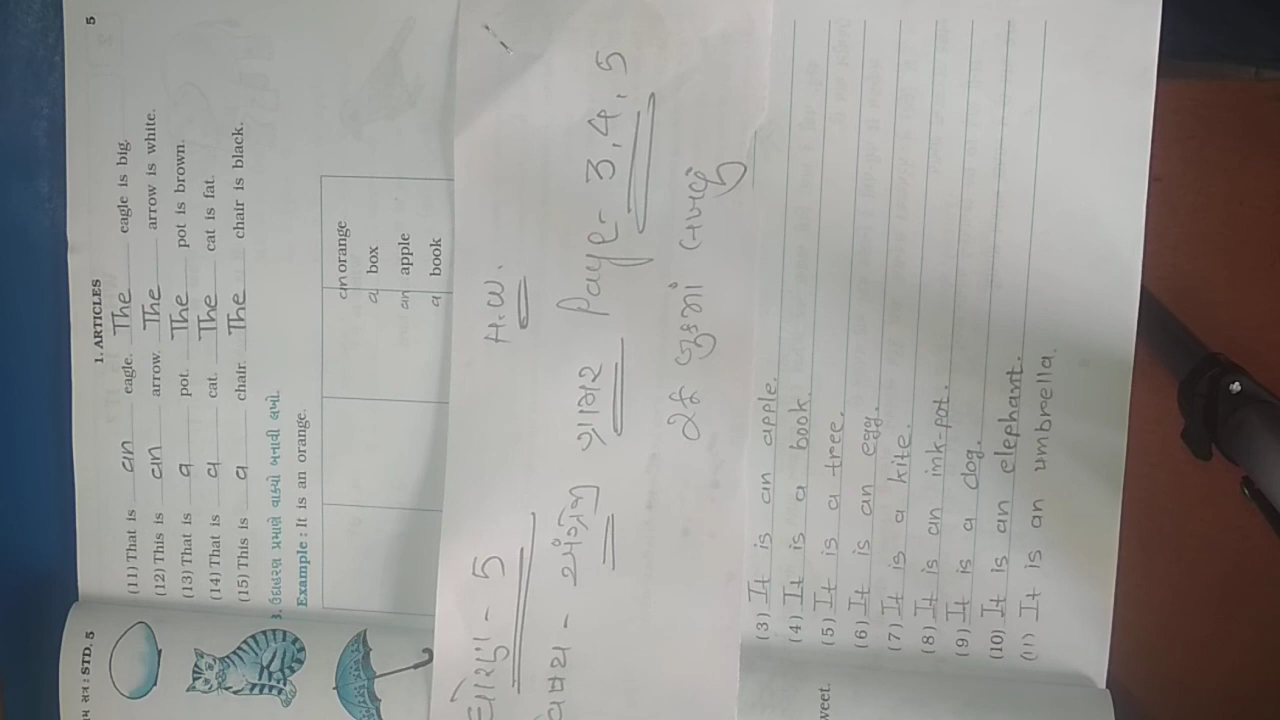 મ સત્ર : STD. 5
1. ARTICLES
5
(11) That is an eagle. The eagle is big.
(12) This is an arrow. The arrow is white.
(13) That is a pot. The pot is brown.
(14) That is a cat. The cat is fat.
(15) This is a chair. The chair is black.
3. ઉદાહરણ પ્રમાણે વાક્યો બનાવી લખો.
Example : It is an orange.
an orange
a box
an apple
a book
ધોરણ - 5 H.W.
વિષય - અંગ્રેજી ગ્રામર Page 3,4,5
રફ બુકમાં લખવું
(3) It is an apple.
(4) It is a book.
(5) It is a tree.
(6) It is an egg.
(7) It is a kite.
(8) It is an ink-pot.
(9) It is a dog.
(10) It is an elephant.
(11) It is an umbrella.
weet.